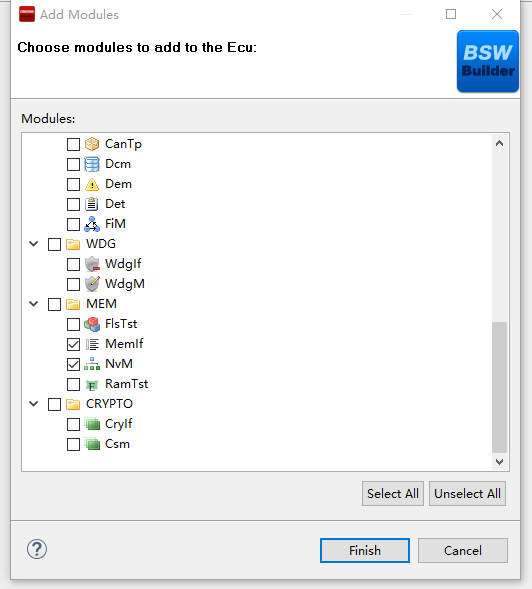 Add Modules
Choose modules to add to the Ecu:
BSW
Builder
Modules:
CanTp
Dcm
Dem
Det
FiM
WDG
WdgIf
WdgM
MEM
FlsTst
MemIf
NvM
RamTst
CRYPTO
CryIf
Csm
Select All
Unselect All
?
Finish
Cancel